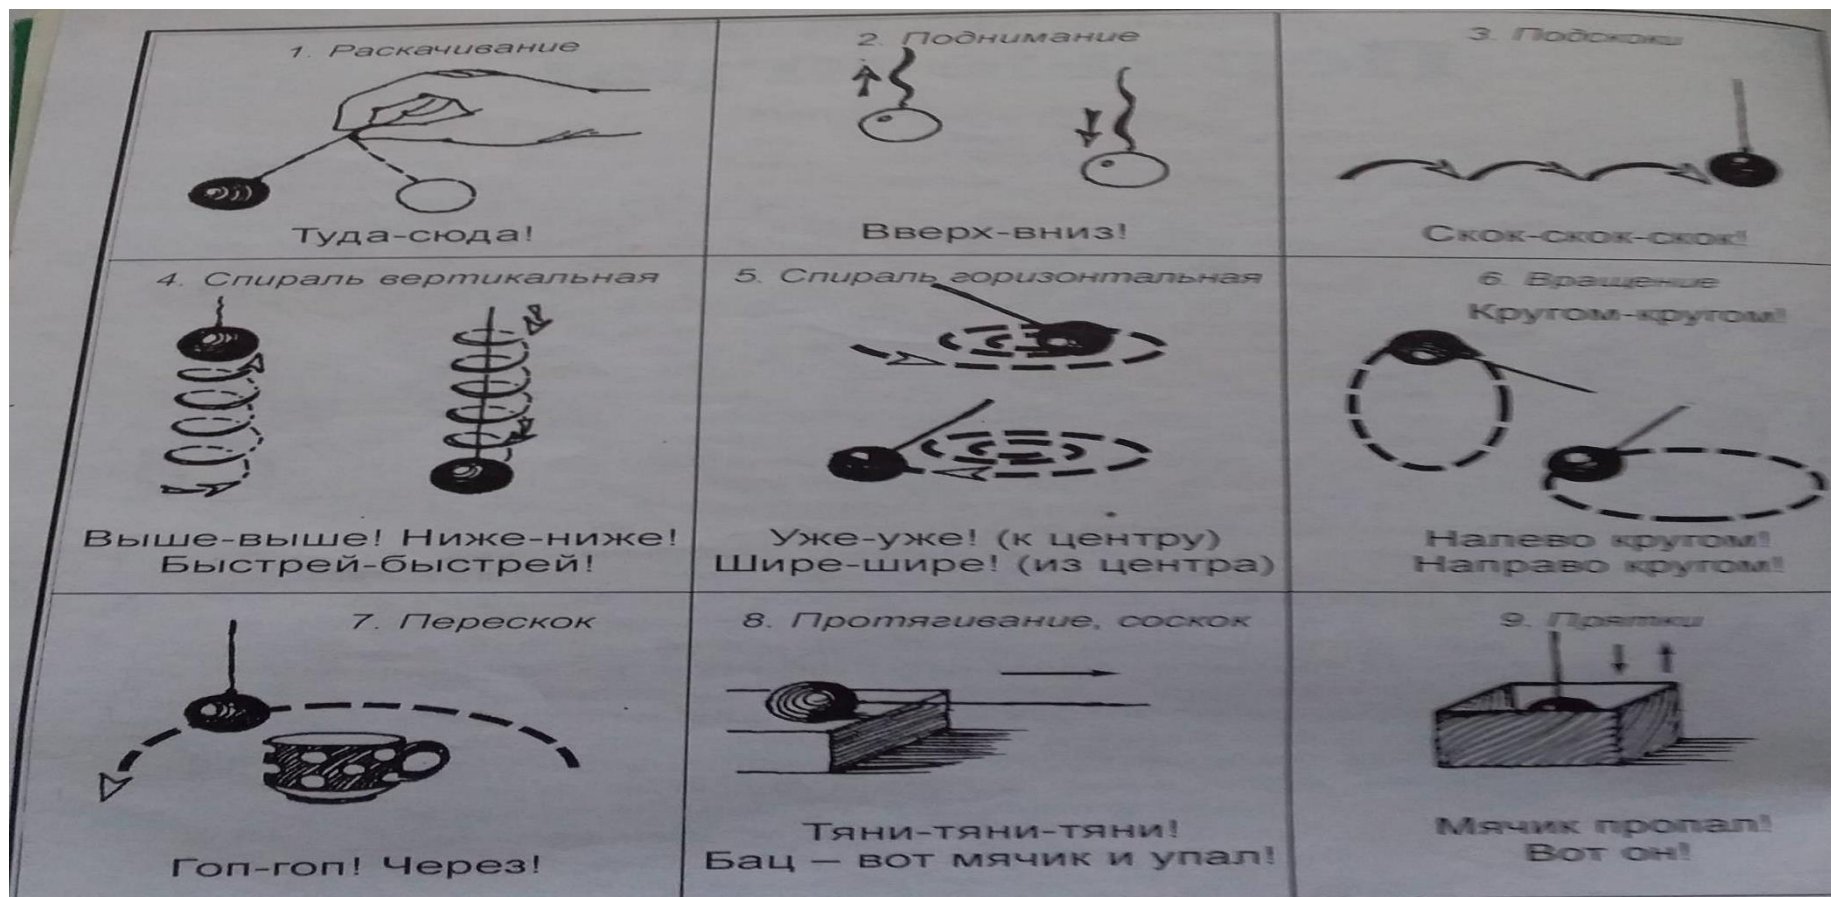 1. Раскачивание
Туда-сюда!
2. Поднимание
Вверх-вниз!
3. Подскоки
Скок-скок-скок!
4. Спираль вертикальная
Выше-выше! Ниже-ниже!
Быстрей-быстрей!
5. Спираль горизонтальная
Уже-уже! (к центру)
Шире-шире! (из центра)
6. Вращение
Кругом-кругом!
Налево кругом!
Направо кругом!
7. Перескок
Гоп-гоп! Через!
8. Протягивание, соскок
Тяни-тяни-тяни!
Бац — вот мячик и упал!
9. Прятки
Мячик пропал!
Вот он!